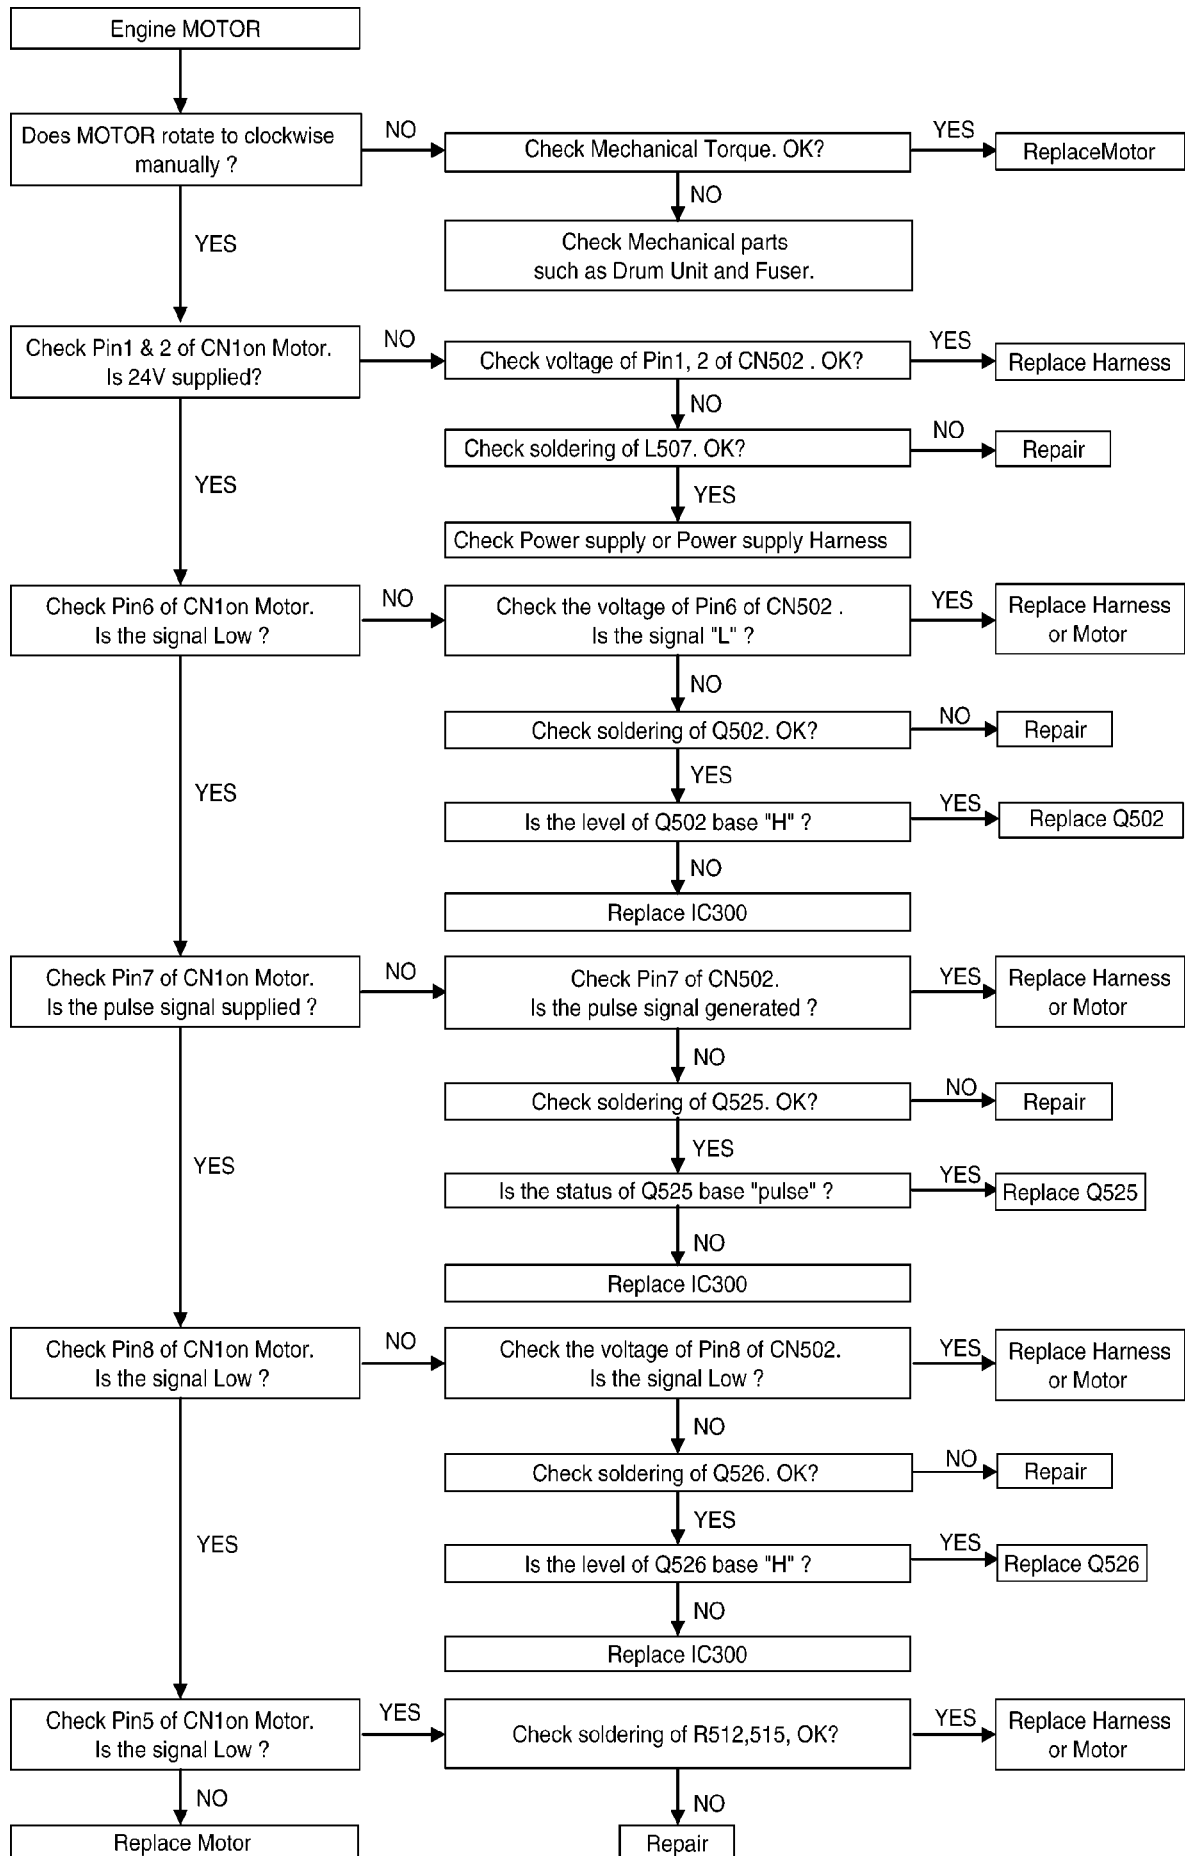 Engine MOTOR
Does MOTOR rotate to clockwise
manually ?
NO
Check Mechanical Torque. OK?
YES
ReplaceMotor
NO
Check Mechanical parts
such as Drum Unit and Fuser.
YES
Check Pin1 & 2 of CN1on Motor.
Is 24V supplied?
NO
Check voltage of Pin1, 2 of CN502 . OK?
YES
Replace Harness
NO
Check soldering of L507. OK?
NO
Repair
YES
YES
Check Power supply or Power supply Harness
Check Pin6 of CN1on Motor.
Is the signal Low ?
NO
Check the voltage of Pin6 of CN502 .
Is the signal "L" ?
YES
Replace Harness
or Motor
NO
Check soldering of Q502. OK?
NO
Repair
YES
YES
Is the level of Q502 base "H" ?
YES
Replace Q502
NO
Replace IC300
Check Pin7 of CN1on Motor.
Is the pulse signal supplied ?
NO
Check Pin7 of CN502.
Is the pulse signal generated ?
YES
Replace Harness
or Motor
NO
Check soldering of Q525. OK?
NO
Repair
YES
YES
Is the status of Q525 base "pulse" ?
YES
Replace Q525
NO
Replace IC300
Check Pin8 of CN1on Motor.
Is the signal Low ?
NO
Check the voltage of Pin8 of CN502.
Is the signal Low ?
YES
Replace Harness
or Motor
NO
Check soldering of Q526. OK?
NO
Repair
YES
YES
Is the level of Q526 base "H" ?
YES
Replace Q526
NO
Replace IC300
Check Pin5 of CN1on Motor.
Is the signal Low ?
YES
Check soldering of R512,515, OK?
YES
Replace Harness
or Motor
NO
Replace Motor
NO
Repair